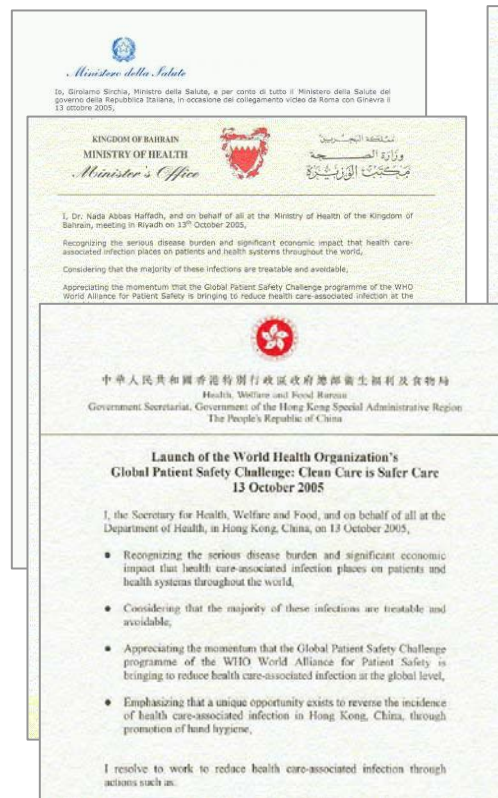 Ministero della Salute
Io, Girolamo Sirchia, Ministro della Salute, e per conto di tutto il Ministero della Salute del
governo della Repubblica Italiana, in occasione del collegamento video da Roma con Ginevra il
13 ottobre 2005,
KINGDOM OF BAHRAIN
MINISTRY OF HEALTH
Minister's Office
مملكة البحرين
وزارة الصحة
مكتب الوزيرة
I, Dr. Nada Abbas Haffadh, and on behalf of all at the Ministry of Health of the Kingdom of
Bahrain, meeting in Riyadh on 13th October 2005,
Recognizing the serious disease burden and significant economic impact that health care-
associated infection places on patients and health systems throughout the world,
Considering that the majority of these infections are treatable and avoidable,
Appreciating the momentum that the Global Patient Safety Challenge programme of the WHO
World Alliance for Patient Safety is bringing to reduce health care-associated infection at the
中華人民共和國香港特別行政區政府總部衞生福利及食物局
Health, Welfare and Food Bureau
Government Secretariat, Government of the Hong Kong Special Administrative Region
The People's Republic of China
Launch of the World Health Organization's
Global Patient Safety Challenge: Clean Care is Safer Care
13 October 2005
I, the Secretary for Health, Welfare and Food, and on behalf of all at the
Department of Health, in Hong Kong, China, on 13 October 2005,
• Recognizing the serious disease burden and significant economic
impact that health care-associated infection places on patients and
health systems throughout the world,
• Considering that the majority of these infections are treatable and
avoidable,
• Appreciating the momentum that the Global Patient Safety Challenge
programme of the WHO World Alliance for Patient Safety is
bringing to reduce health care-associated infection at the global level,
• Emphasizing that a unique opportunity exists to reverse the incidence
of health care-associated infection in Hong Kong, China, through
promotion of hand hygiene,
I resolve to work to reduce health care-associated infection through
actions such as: